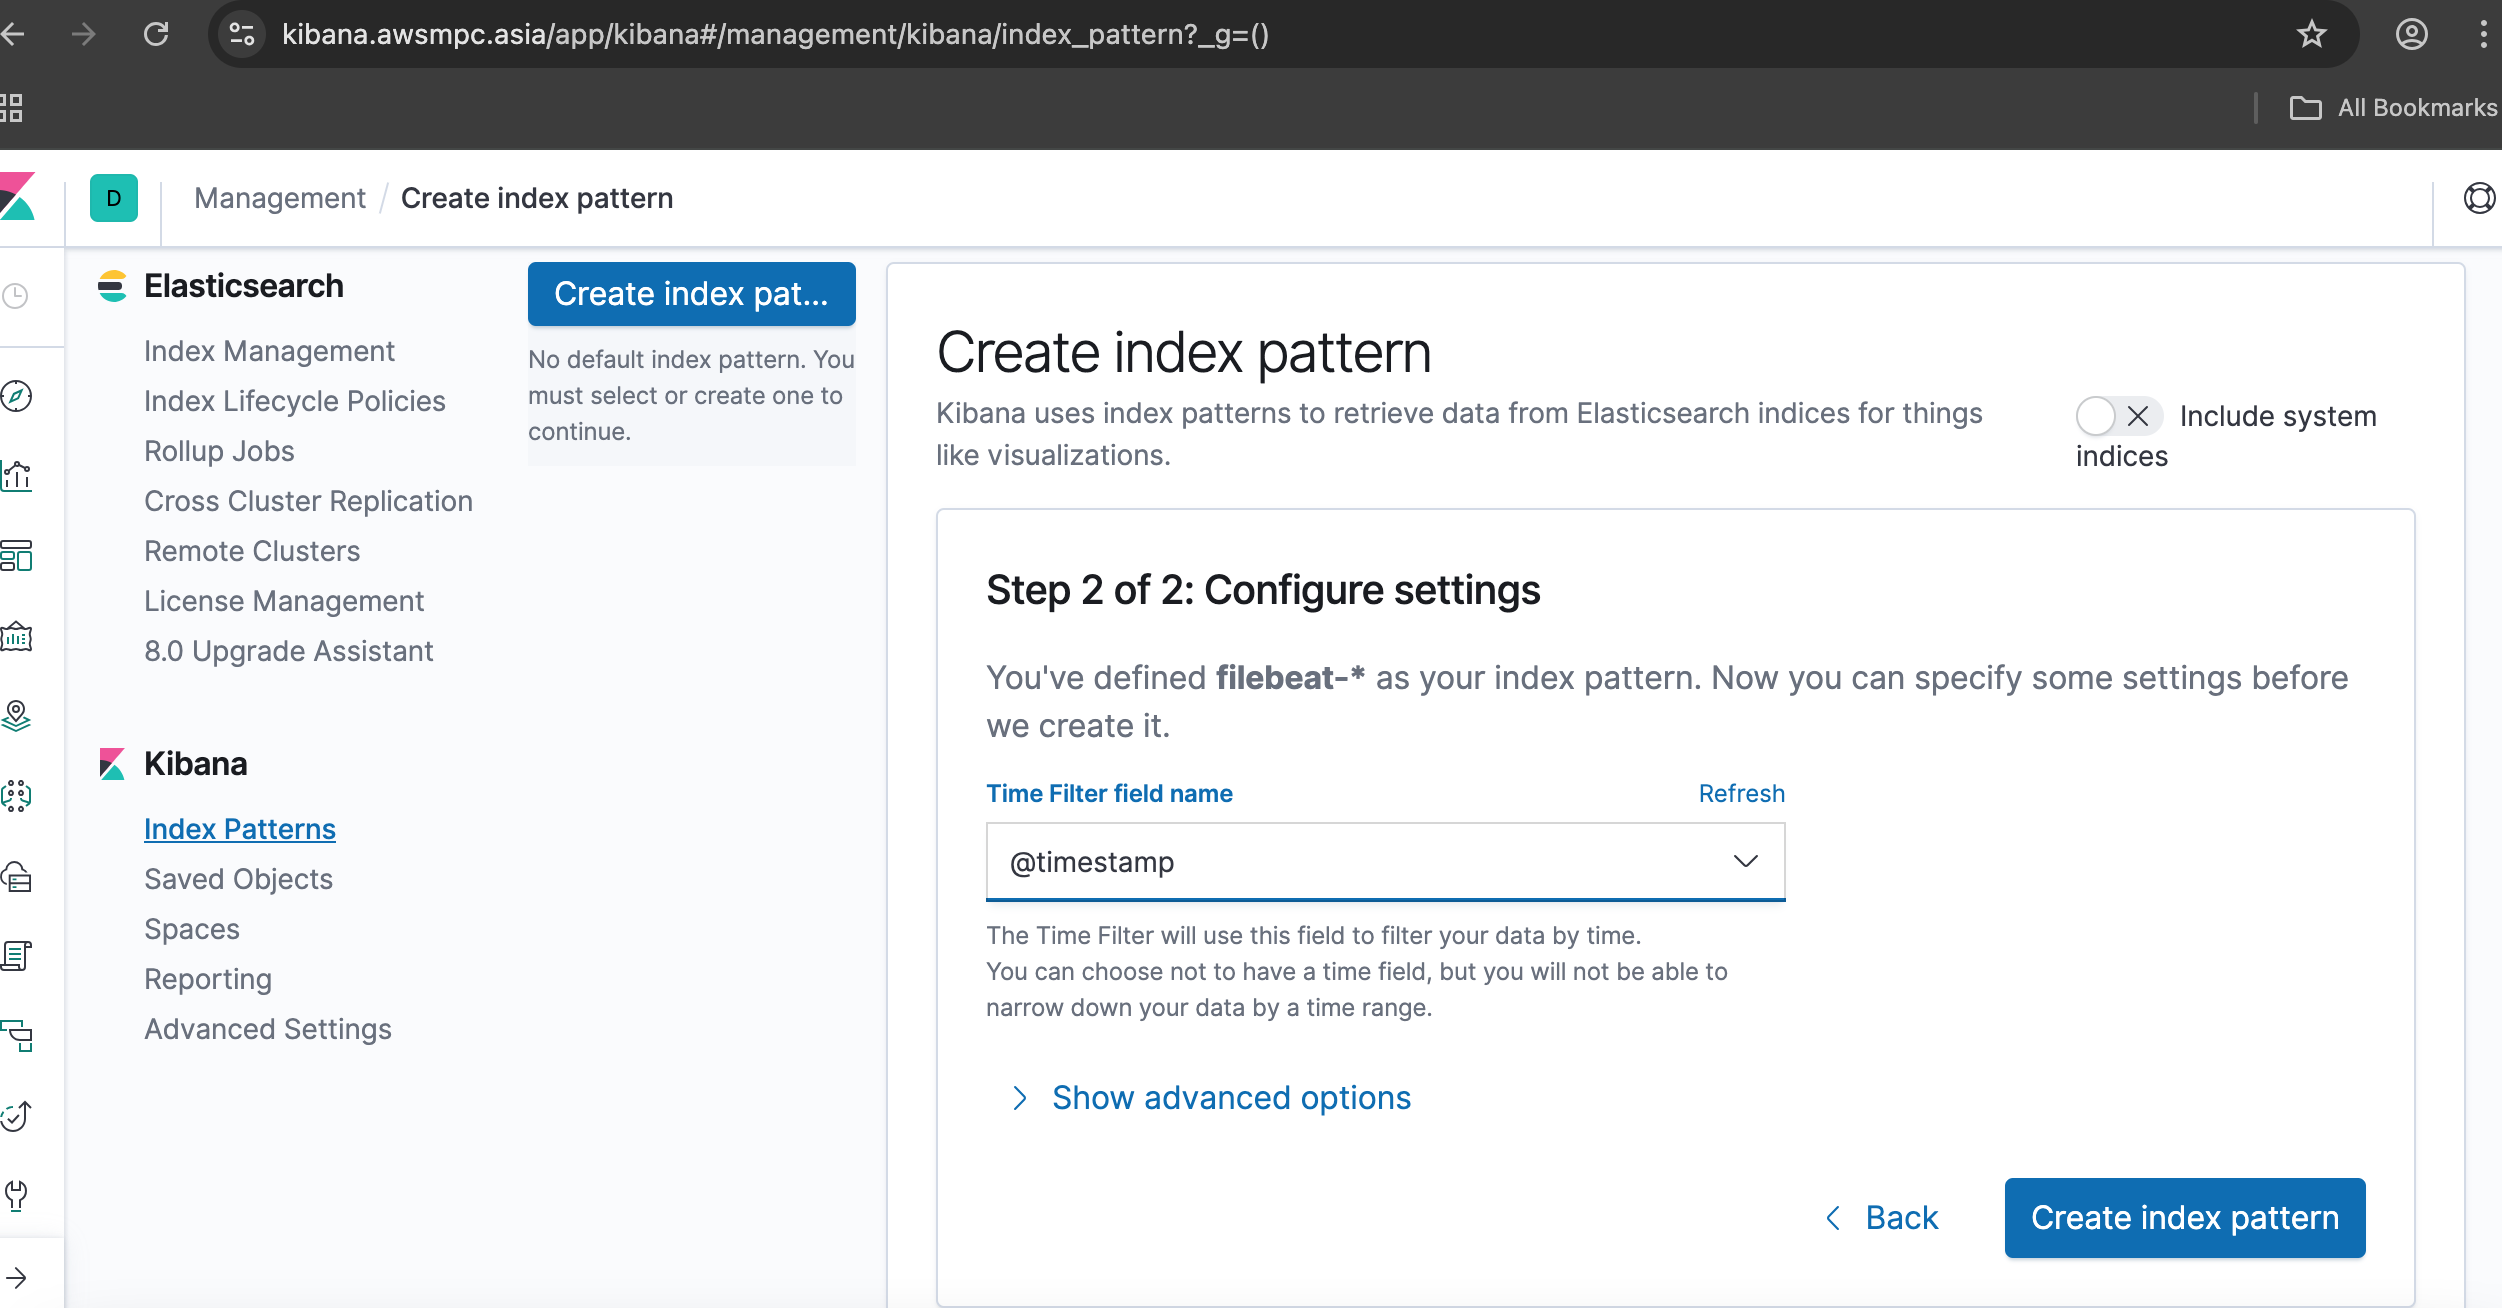 kibana.awsmpc.asia/app/kibana#/management/kibana/index_pattern?_g=()
All Bookmarks
D
Management / Create index pattern
Elasticsearch
Index Management
Index Lifecycle Policies
Rollup Jobs
Cross Cluster Replication
Remote Clusters
License Management
8.0 Upgrade Assistant
Kibana
Index Patterns
Saved Objects
Spaces
Reporting
Advanced Settings
Create index pat...
No default index pattern. You
must select or create one to
continue.
Create index pattern
Kibana uses index patterns to retrieve data from Elasticsearch indices for things
like visualizations.
Include system
indices
Step 2 of 2: Configure settings
You've defined filebeat-* as your index pattern. Now you can specify some settings before
we create it.
Time Filter field name
Refresh
@timestamp
The Time Filter will use this field to filter your data by time.
You can choose not to have a time field, but you will not be able to
narrow down your data by a time range.
Show advanced options
Back
Create index pattern